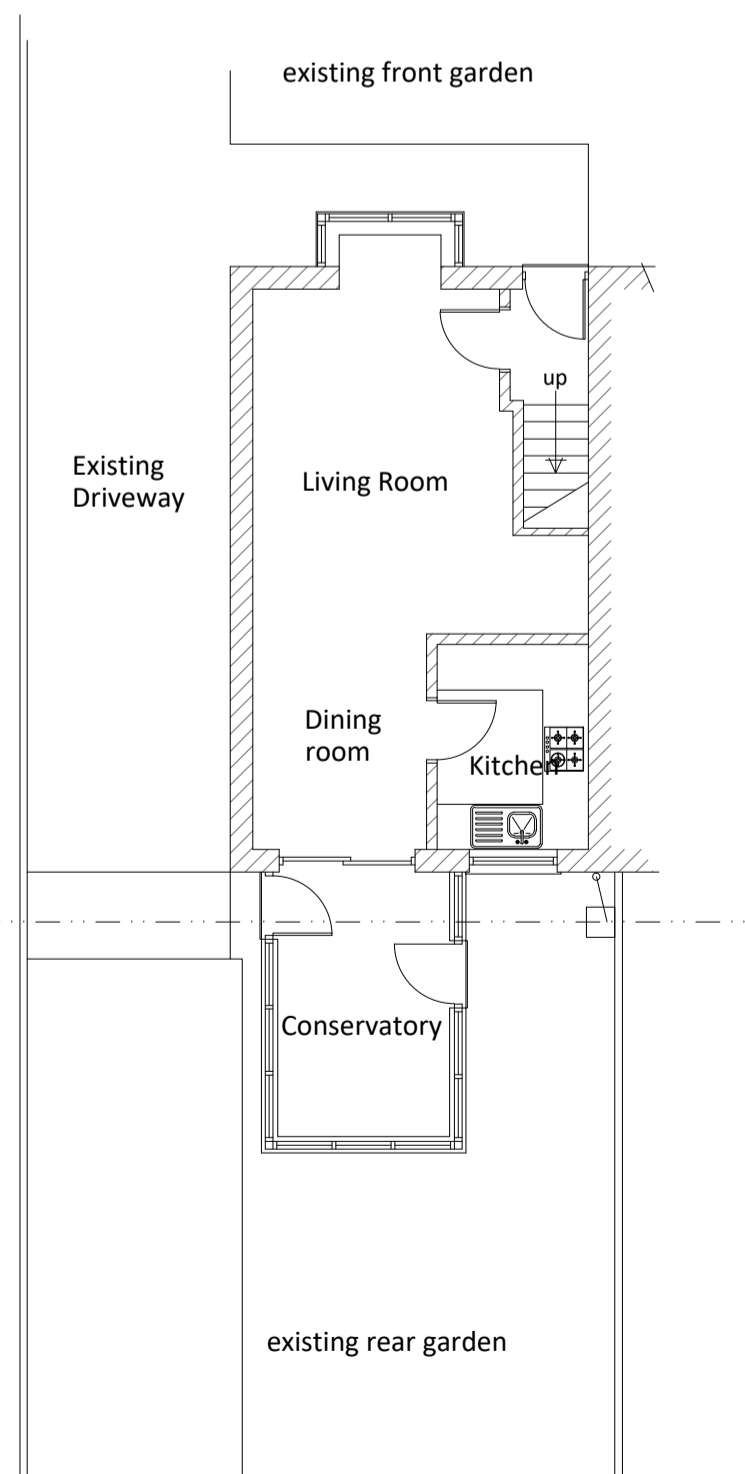 existing front garden
up
Existing
Driveway
Living Room
Dining
room
Kitchen
Conservatory
existing rear garden